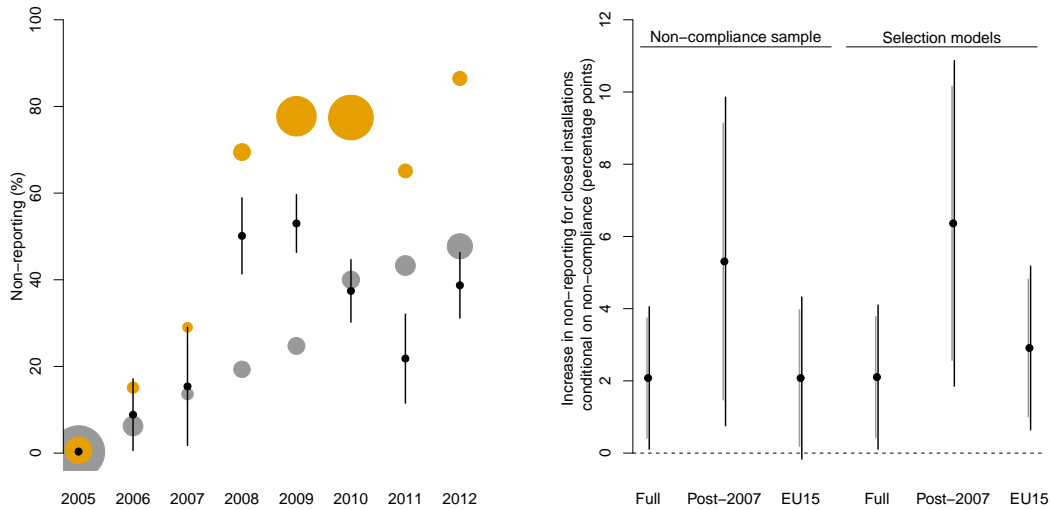 Non−reporting (%)
100
80
60
40
20
0
2005 2006 2007 2008 2009 2010 2011 2012
Increase in non−reporting for closed installations
conditional on non−compliance (percentage points)
12
10
8
6
4
2
0
Non−compliance sample
Selection models
Full Post−2007 EU15 Full Post−2007 EU15